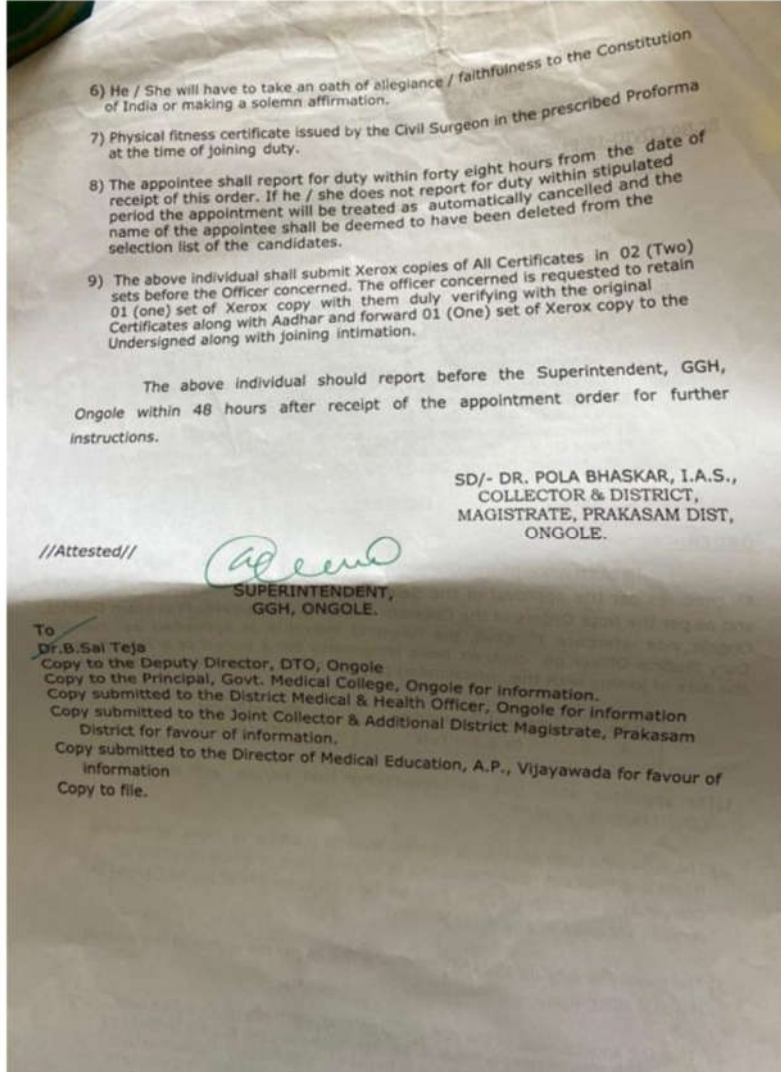 6) He / She will have to take an oath of allegiance / faithfulness to the Constitution
of India or making a solemn affirmation.
7) Physical fitness certificate issued by the Civil Surgeon in the prescribed Proforma
at the time of joining duty.
8) The appointee shall report for duty within forty eight hours from the date of
receipt of this order. If he / she does not report for duty within stipulated
period the appointment will be treated as automatically cancelled and the
name of the appointee shall be deemed to have been deleted from the
selection list of the candidates.
9) The above individual shall submit Xerox copies of All Certificates in 02 (Two)
sets before the Officer concerned. The officer concerned is requested to retain
01 (one) set of Xerox copy with them duly verifying with the original
Certificates along with Aadhar and forward 01 (One) set of Xerox copy to the
Undersigned along with joining intimation.
The above individual should report before the Superintendent, GGH,
Ongole within 48 hours after receipt of the appointment order for further
instructions.
SD/- DR. POLA BHASKAR, I.A.S.,
COLLECTOR & DISTRICT,
MAGISTRATE, PRAKASAM DIST,
ONGOLE.
//Attested//
SUPERINTENDENT,
GGH, ONGOLE.
To
Dr.B.Sai Teja
Copy to the Deputy Director, DTO, Ongole
Copy to the Principal, Govt. Medical College, Ongole for information.
Copy submitted to the District Medical & Health Officer, Ongole for information
Copy submitted to the Joint Collector & Additional District Magistrate, Prakasam
District for favour of information.
Copy submitted to the Director of Medical Education, A.P., Vijayawada for favour of
information
Copy to file.